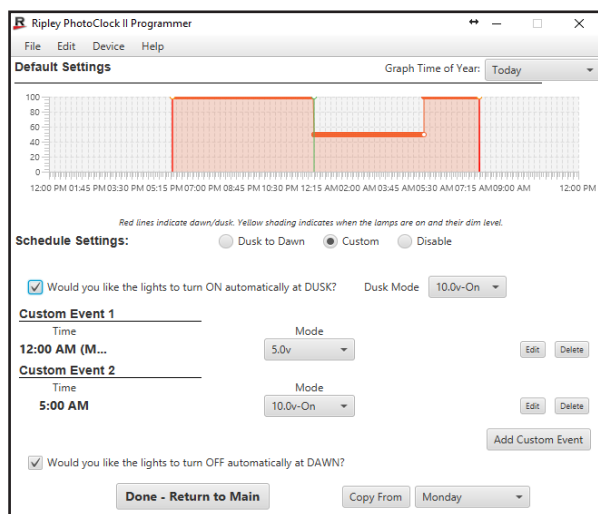 Ripley PhotoClock II Programmer
File Edit Device Help
Default Settings
Graph Time of Year: Today
100
80
60
40
20
0
12:00 PM 01:45 PM 03:30 PM 05:15 PM 07:00 PM 08:45 PM 10:30 PM 12:15 AM 02:00 AM 03:45 AM 05:30 AM 07:15 AM 09:00 AM 12:00 PM
Red lines indicate dawn/dusk. Yellow shading indicates when the lamps are on and their dim level.
Schedule Settings: Dusk to Dawn Custom Disable
Would you like the lights to turn ON automatically at DUSK? Dusk Mode 10.0v-On
Custom Event 1
Time Mode
12:00 AM (M... 5.0v Edit Delete
Custom Event 2
Time Mode
5:00 AM 10.0v-On Edit Delete
Add Custom Event
Would you like the lights to turn OFF automatically at DAWN?
Done - Return to Main Copy From Monday